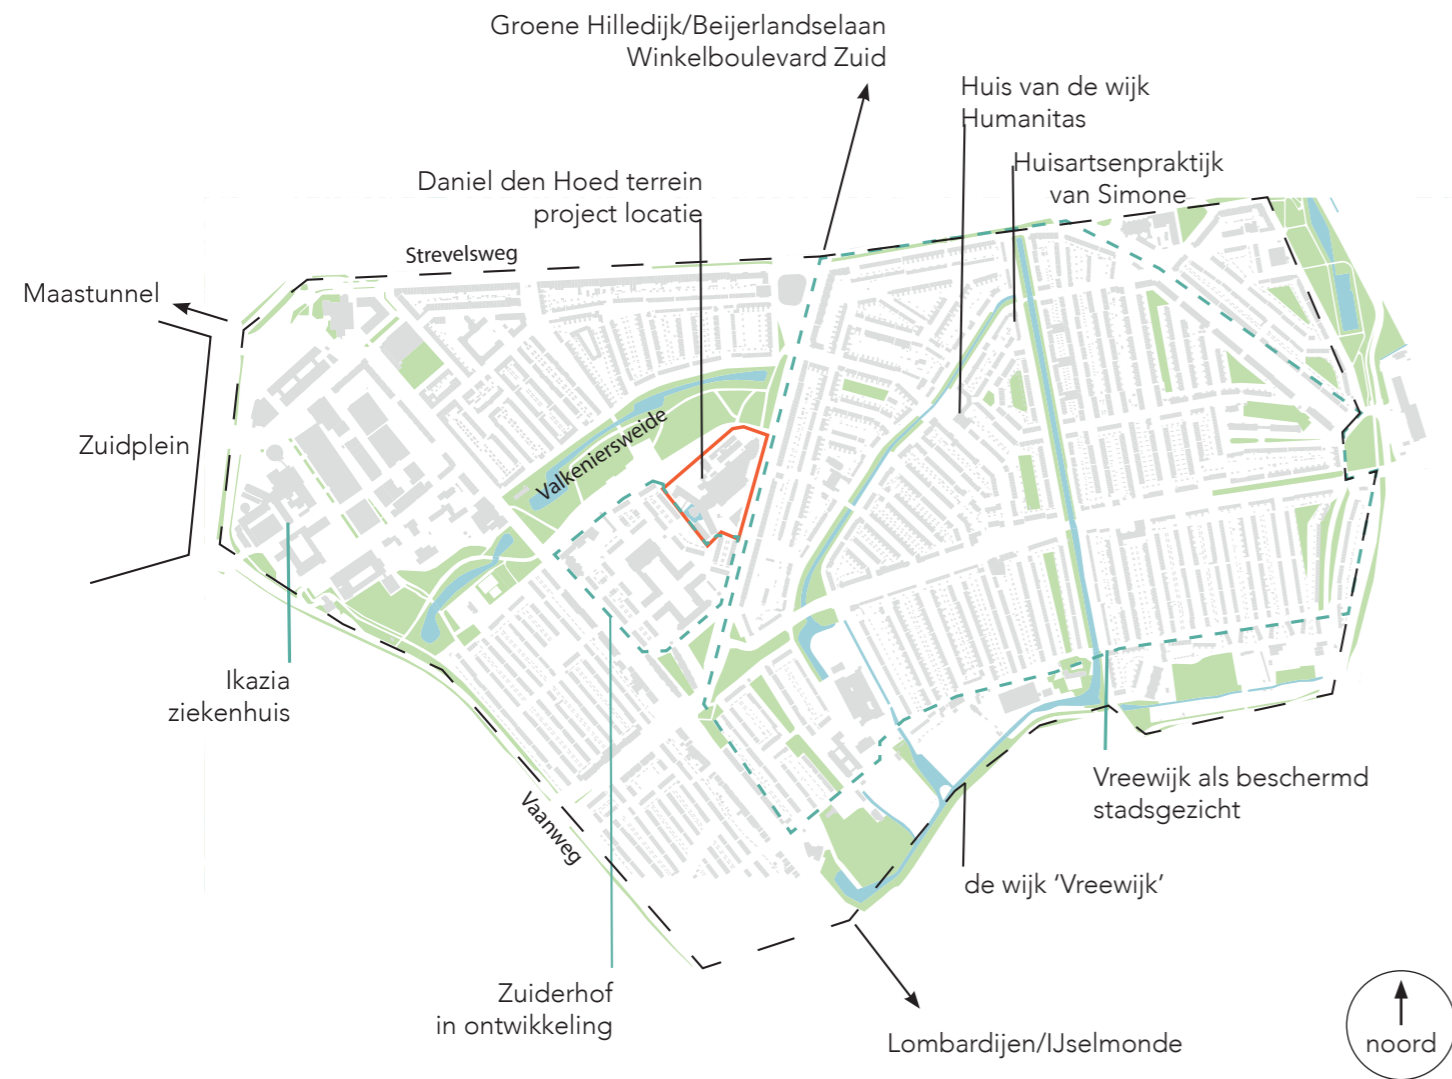 Groene Hilledijk/Beijerlandselaan
Winkelboulevard Zuid
Huis van de wijk
Humanitas
Huisartsenpraktijk
van Simone
Daniel den Hoed terrein
project locatie
Strevelsweg
Maastunnel
Zuidplein
Valkeniersweide
Ikazia
ziekenhuis
Vaanweg
Vreewijk als beschermd
stadsgezicht
de wijk ‘Vreewijk’
Zuiderhof
in ontwikkeling
Lombardijen/IJselmonde
noord